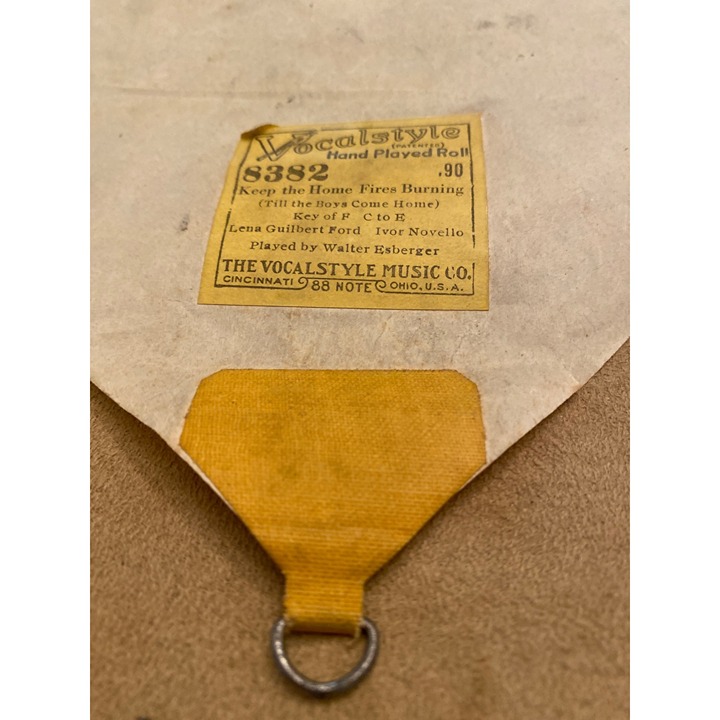 Vocalstyle
(PATENTED)
Hand Played Roll
8382 .90
Keep the Home Fires Burning
(Till the Boys Come Home)
Key of F C to E
Lena Guilbert Ford Ivor Novello
Played by Walter Esberger
THE VOCALSTYLE MUSIC CO.
CINCINNATI 88 NOTE OHIO, U.S.A.